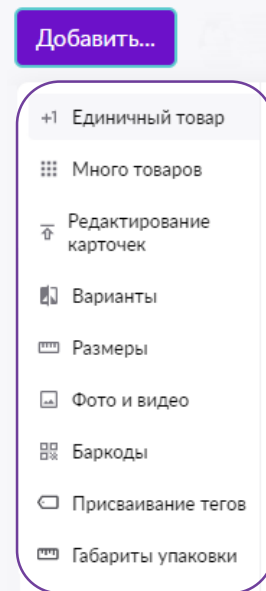 Добавить...
+1 Единичный товар
Много товаров
Редактирование
карточек
Варианты
Размеры
Фото и видео
Баркоды
Присваивание тегов
Габариты упаковки